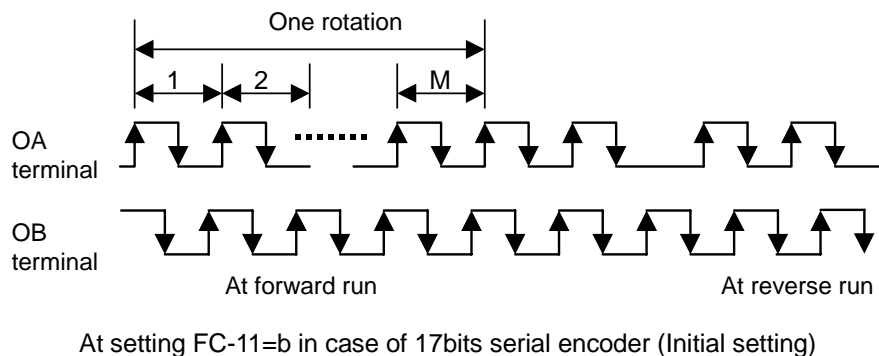 One rotation
1 2 M
OA
terminal
OB
terminal
At forward run At reverse run
At setting FC-11=b in case of 17bits serial encoder (Initial setting)